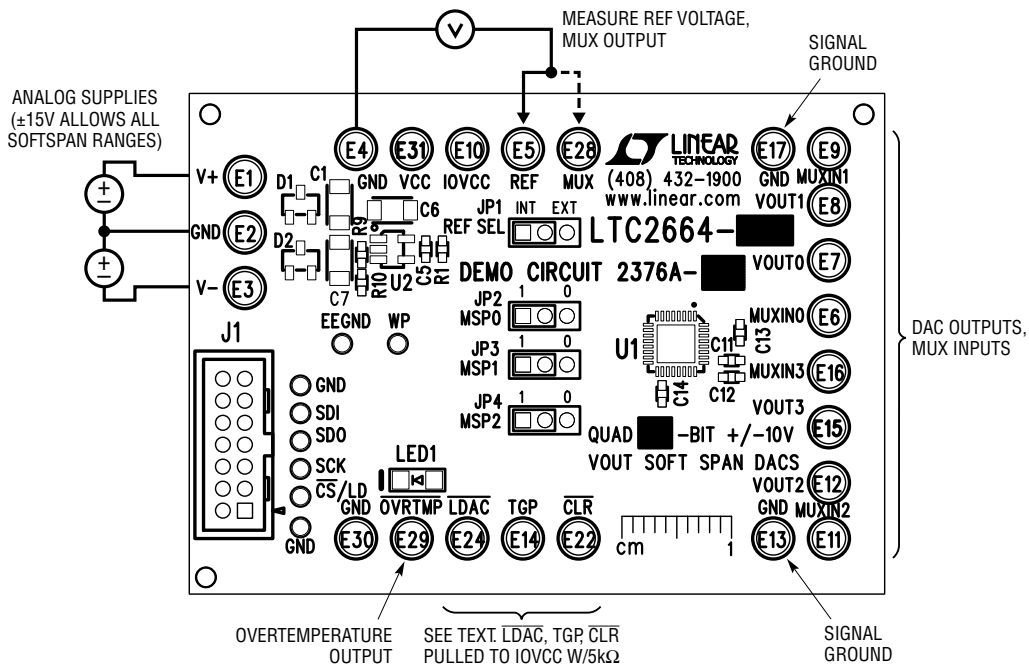 MEASURE REF VOLTAGE,
MUX OUTPUT
V
SIGNAL
GROUND
ANALOG SUPPLIES
(±15V ALLOWS ALL
SOFTSPAN RANGES)
E4
E31
E10
E5
E28
LINEAR
TECHNOLOGY
(408) 432-1900
www.linear.com
E17
E9
GND
VCC
IOVCC
REF
MUX
GND
MUXIN1
V+
E1
D1
C1
C6
R9
JP1
REF SEL
INT
EXT
LTC2664-
VOUT1
E8
GND
E2
D2
C7
R10
U2
C5
R1
DEMO CIRCUIT 2376A-
VOUT0
E7
V-
E3
EEGND
WP
JP2
MSP0
1
0
JP3
MSP1
1
0
JP4
MSP2
1
0
U1
C11
C13
C12
C14
MUXIN0
E6
MUXIN3
E16
DAC OUTPUTS,
MUX INPUTS
J1
GND
SDI
SDO
SCK
C̅S̅/LD
GND
LED1
QUAD
-BIT +/-10V
VOUT SOFT SPAN DACS
VOUT3
E15
VOUT2
E12
GND
O̅V̅R̅T̅M̅P̅
L̅D̅A̅C̅
TGP
C̅L̅R̅
GND
MUXIN2
E30
E29
E24
E14
E22
cm
1
E13
E11
OVERTEMPERATURE
OUTPUT
SEE TEXT. L̅D̅A̅C̅, TGP, C̅L̅R̅
PULLED TO IOVCC W/5kΩ
SIGNAL
GROUND